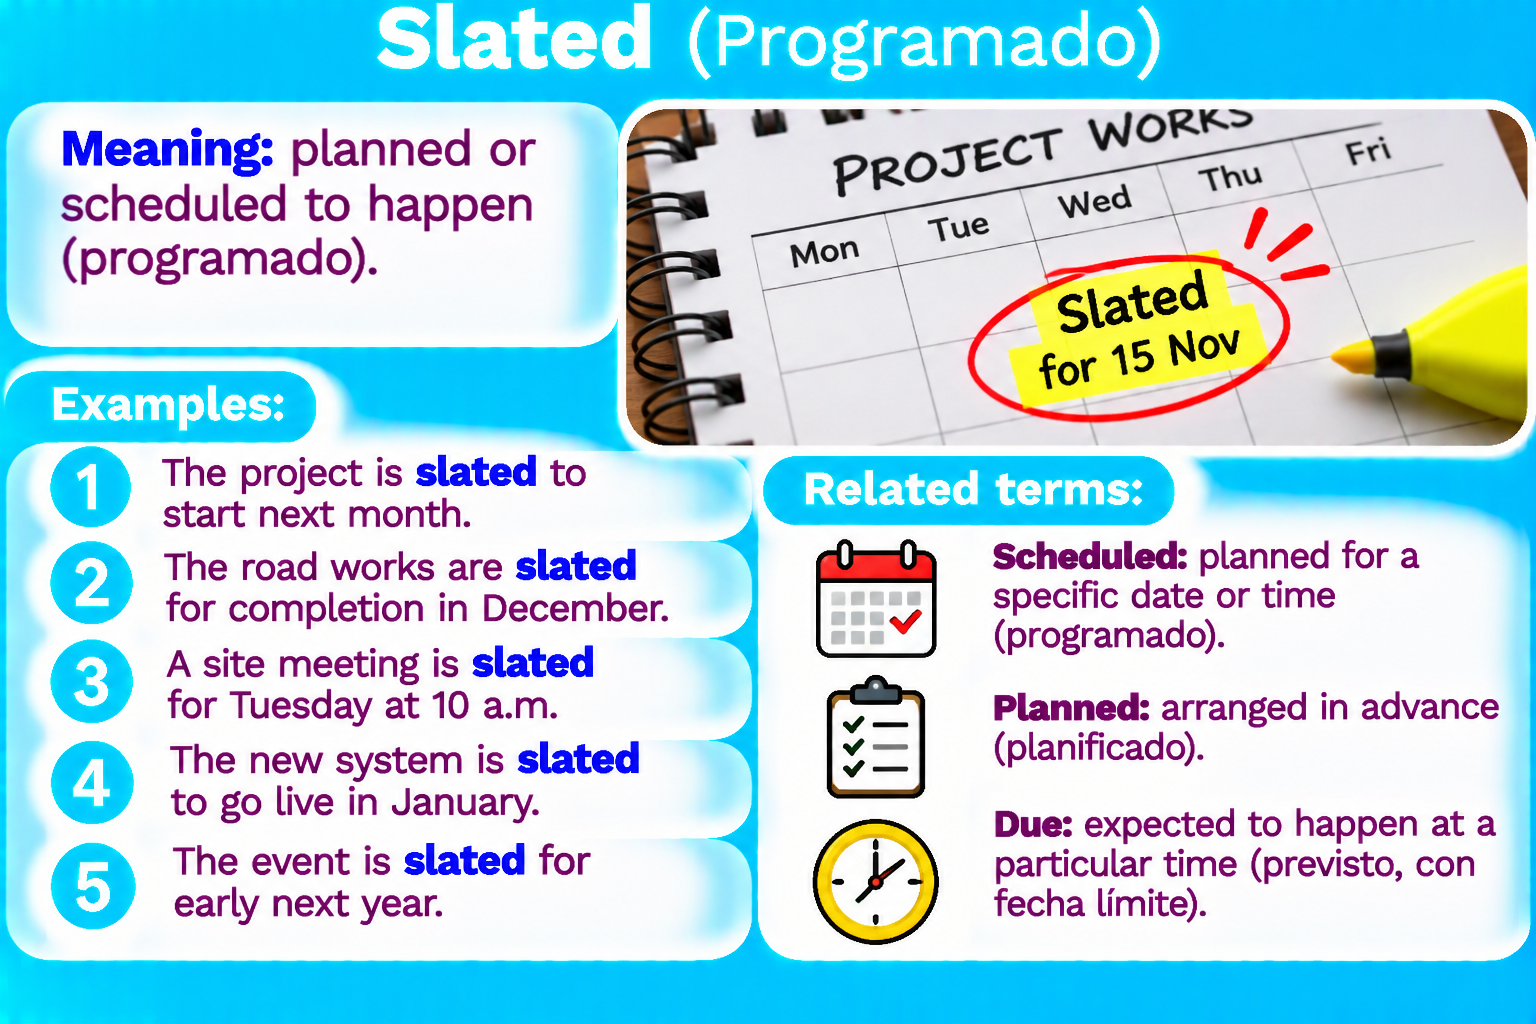 Slated (Programado)
Meaning: planned or
scheduled to happen
(programado).
PROJECT WORKS
Mon Tue Wed Thu Fri
Slated
for 15 Nov
Examples:
1 The project is slated to
start next month.
2 The road works are slated
for completion in December.
3 A site meeting is slated
for Tuesday at 10 a.m.
4 The new system is slated
to go live in January.
5 The event is slated for
early next year.
Related terms:
Scheduled: planned for a
specific date or time
(programado).
Planned: arranged in advance
(planificado).
Due: expected to happen at a
particular time (previsto, con
fecha límite).